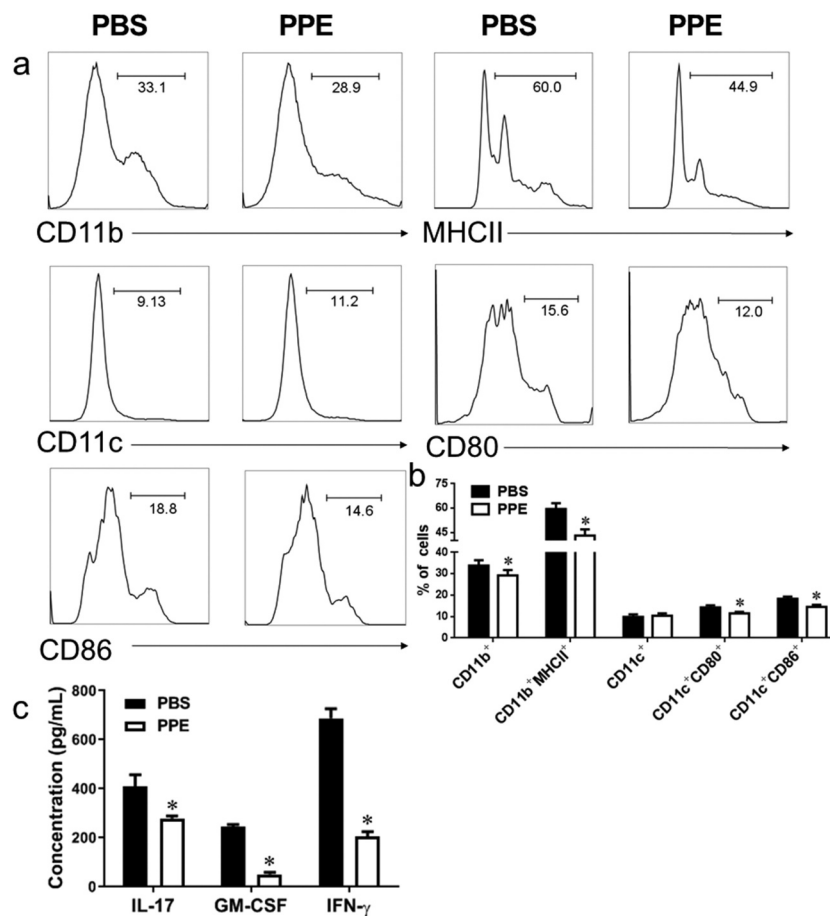 PBS PPE PBS PPE
a
33.1 28.9 60.0 44.9
CD11b MHCII
9.13 11.2 15.6 12.0
CD11c CD80
18.8 14.6
CD86
b
PBS
PPE
% of cells
75
60
45
40
30
20
10
0
* * * *
CD11b⁺ CD11b⁺MHCII⁺ CD11c⁺ CD11c⁺CD80⁺ CD11c⁺CD86⁺
c
PBS
PPE
Concentration (pg/mL)
800
600
400
200
0
* * *
IL-17 GM-CSF IFN-γ